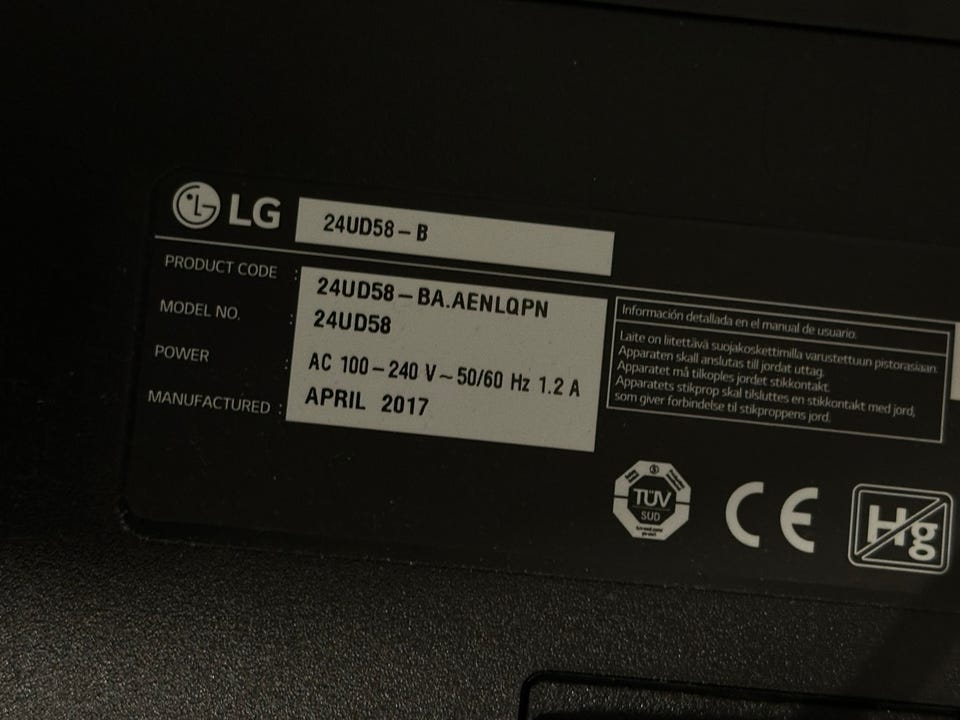 LG 24UD58-B
PRODUCT CODE : 24UD58-BA.AENLQPN
MODEL NO. : 24UD58
POWER : AC 100-240 V~50/60 Hz 1.2 A
MANUFACTURED : APRIL 2017
Información detallada en el manual de usuario.
Laite on liitettävä suojakoskettimilla varustettuun pistorasiaan.
Apparaten skall anslutas till jordat uttag.
Apparatet må tilkoples jordet stikkontakt.
Apparatets stikprop skal tilsluttes en stikkontakt med jord,
som giver forbindelse til stikproppens jord.
TÜV
SUD
CE
Hg